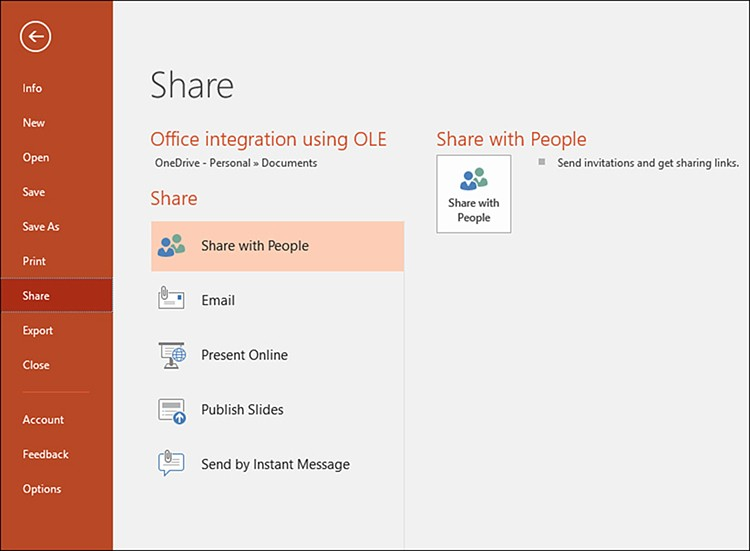 Info
New
Open
Save
Save As
Print
Share
Export
Close
Account
Feedback
Options
Share
Office integration using OLE
OneDrive - Personal » Documents
Share
Share with People
Email
Present Online
Publish Slides
Send by Instant Message
Share with People
Share with
People
Send invitations and get sharing links.